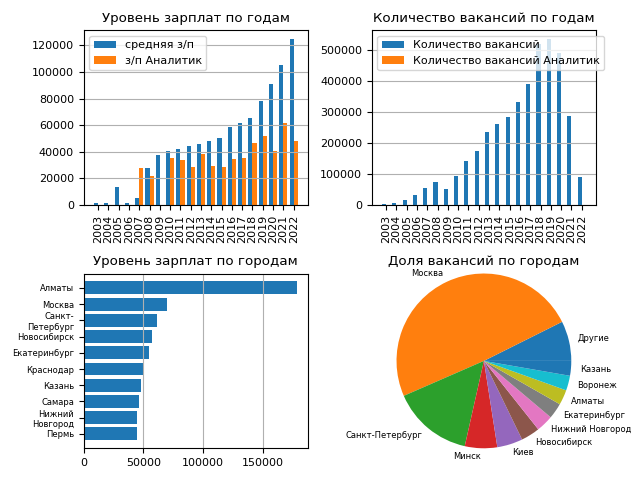 Уровень зарплат по годам
120000
100000
80000
60000
40000
20000
0
средняя з/п
з/п Аналитик
2003
2004
2005
2006
2007
2008
2009
2010
2011
2012
2013
2014
2015
2016
2017
2018
2019
2020
2021
2022
Количество вакансий по годам
500000
400000
300000
200000
100000
0
Количество вакансий
Количество вакансий Аналитик
2003
2004
2005
2006
2007
2008
2009
2010
2011
2012
2013
2014
2015
2016
2017
2018
2019
2020
2021
2022
Уровень зарплат по городам
Алматы
Москва
Санкт-
Петербург
Новосибирск
Екатеринбург
Краснодар
Казань
Самара
Нижний
Новгород
Пермь
0
50000
100000
150000
Доля вакансий по городам
Москва
Другие
Казань
Воронеж
Алматы
Екатеринбург
Нижний Новгород
Новосибирск
Киев
Минск
Санкт-Петербург